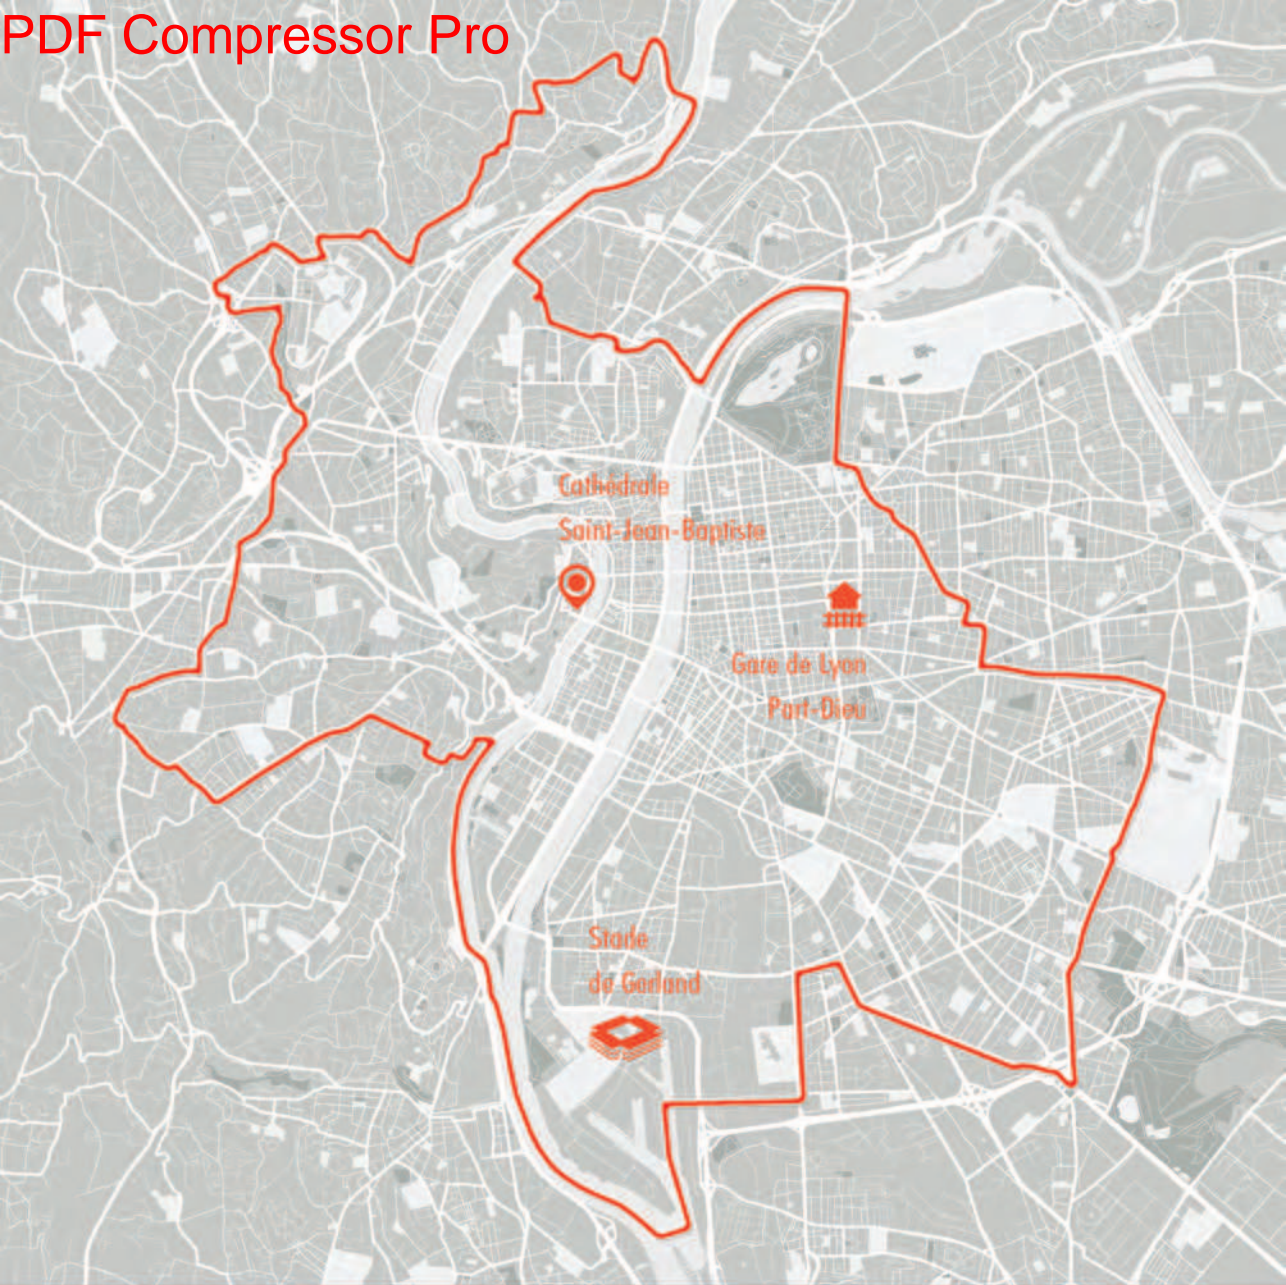 PDF Compressor Pro
Cathédrale
Saint-Jean-Baptiste
Gare de Lyon
Part-Dieu
Stade
de Gerland